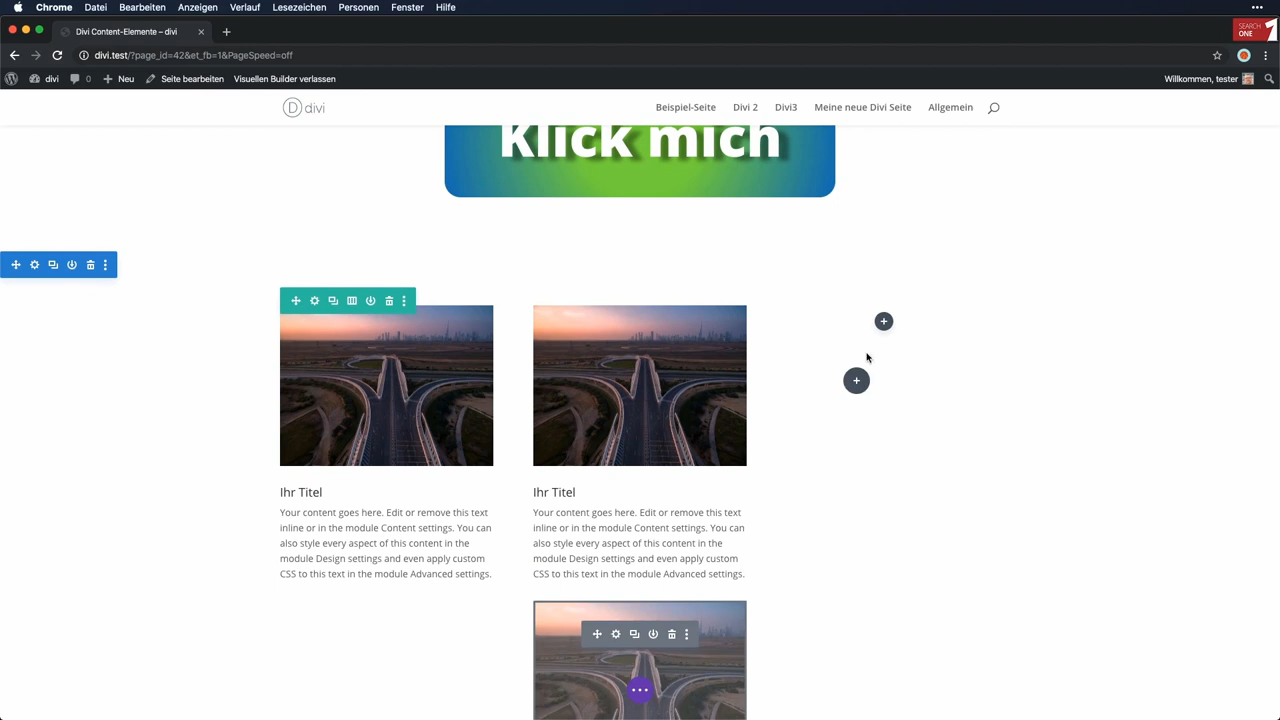 Chrome Datei Bearbeiten Anzeigen Verlauf Lesezeichen Personen Fenster Hilfe
Divi Content-Elemente – divi
SEARCH ONE 1
divi.test/?page_id=42&et_fb=1&PageSpeed=off
divi 0 Neu Seite bearbeiten Visuellen Builder verlassen Willkommen, tester
D divi Beispiel-Seite Divi 2 Divi3 Meine neue Divi Seite Allgemein
Klick mich
Ihr Titel
Your content goes here. Edit or remove this text
inline or in the module Content settings. You can
also style every aspect of this content in the
module Design settings and even apply custom
CSS to this text in the module Advanced settings.
Ihr Titel
Your content goes here. Edit or remove this text
inline or in the module Content settings. You can
also style every aspect of this content in the
module Design settings and even apply custom
CSS to this text in the module Advanced settings.